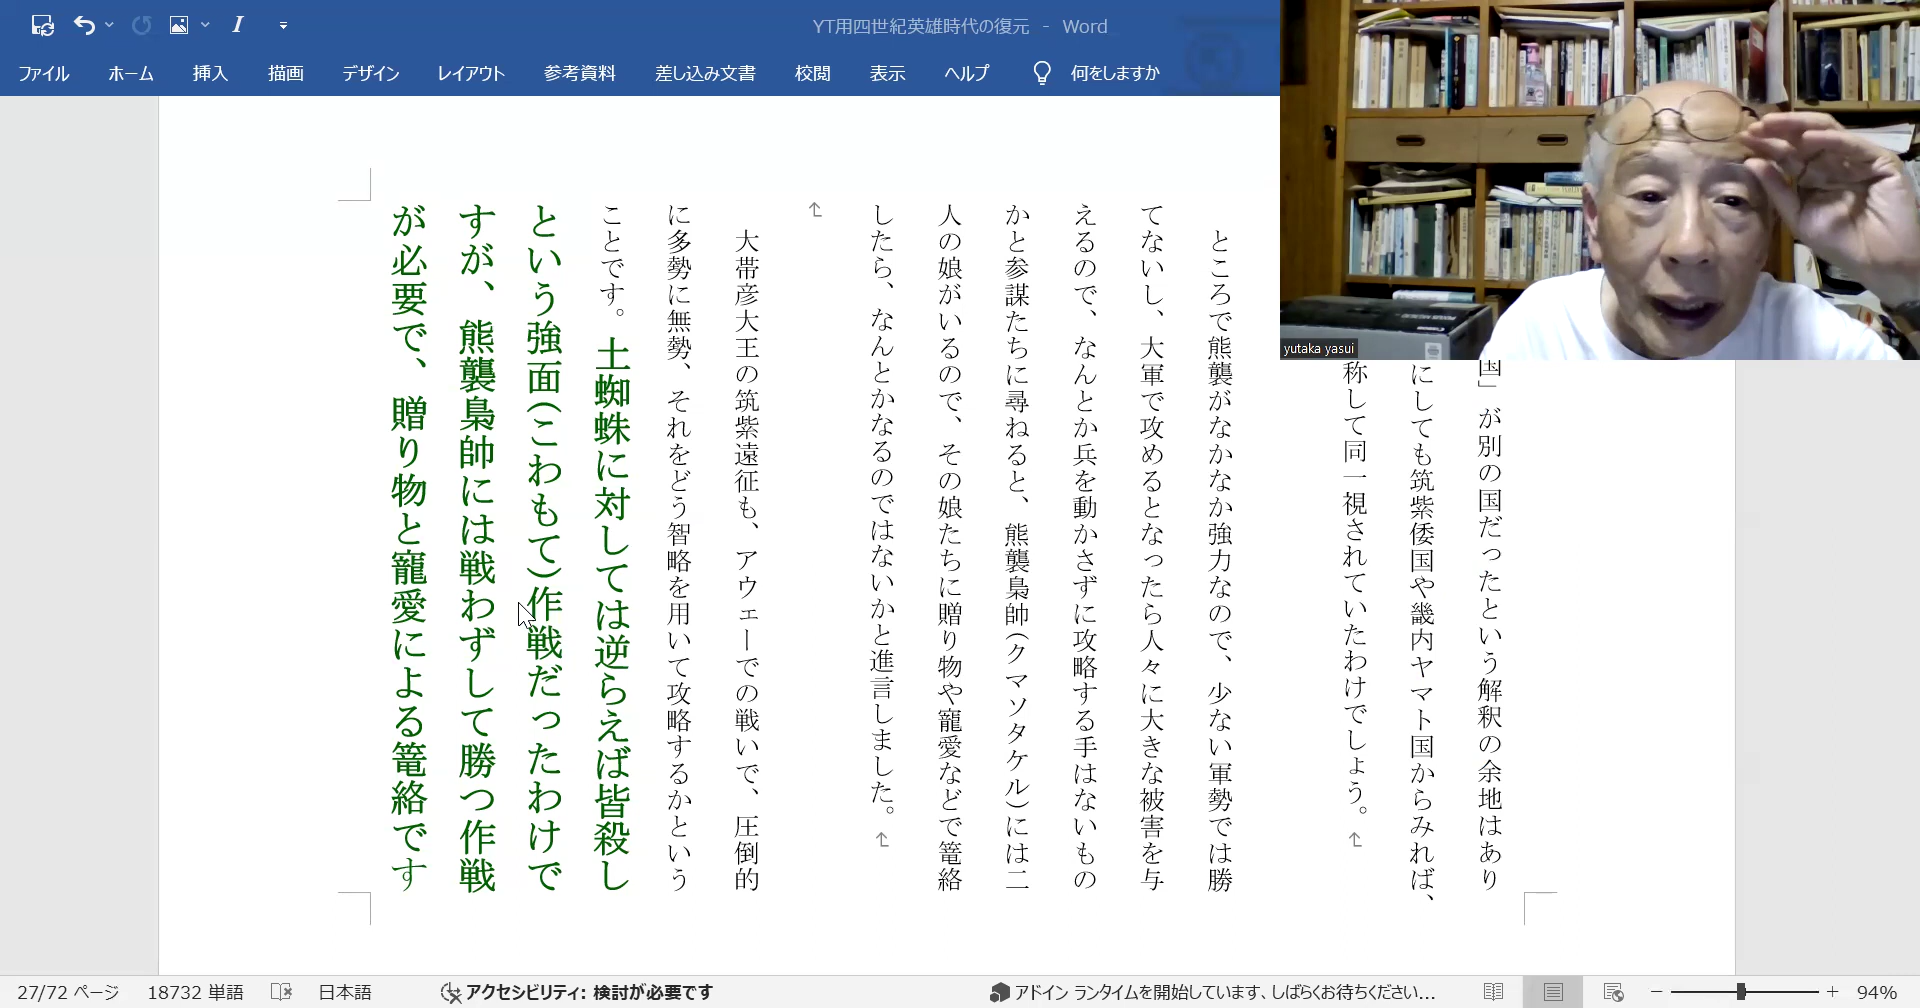 YT用四世紀英雄時代の復元 - Word
ファイル ホーム 挿入 描画 デザイン レイアウト 参考資料 差し込み文書 校閲 表示 ヘルプ 何をしますか
yutaka yasui
国」が別の国だったという解釈の余地はあり
にしても筑紫倭国や畿内ヤマト国からみれば、
称して同一視されていたわけでしょう。
ところで熊襲がなかなか強力なので、少ない軍勢では勝
てないし、大軍で攻めるとなったら人々に大きな被害を与
えるので、なんとか兵を動かさずに攻略する手はないもの
かと参謀たちに尋ねると、熊襲梟帥(クマソタケル)には二
人の娘がいるので、その娘たちに贈り物や寵愛などで篭絡
したら、なんとかなるのではないかと進言しました。
大帯彦大王の筑紫遠征も、アウェーでの戦いで、圧倒的
に多勢に無勢、それをどう智略を用いて攻略するかという
ことです。土蜘蛛に対しては逆らえば皆殺し
という強面(こわもて)作戦だったわけで
すが、熊襲梟帥には戦わずして勝つ作戦
が必要で、贈り物と寵愛による篭絡です
27/72 ページ 18732 単語 日本語 アクセシビリティ: 検討が必要です アドイン ランタイムを開始しています、しばらくお待ちください... 94%